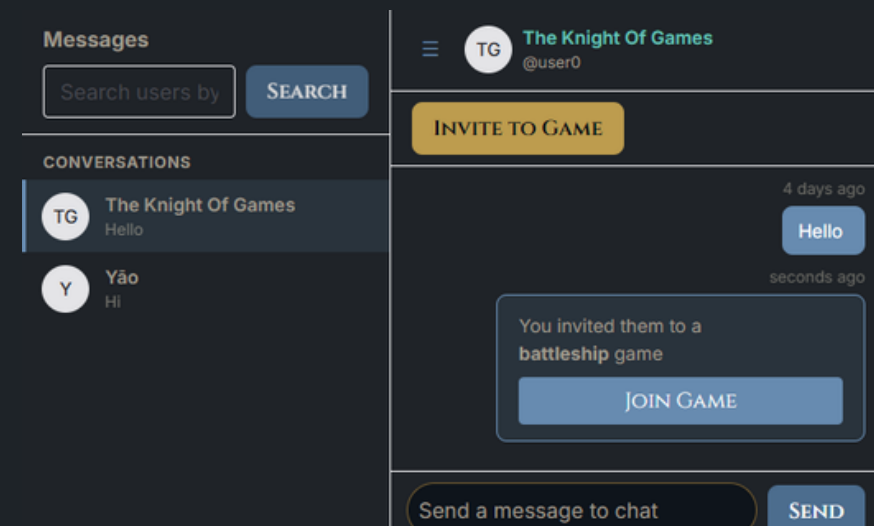 Messages
Search users by
SEARCH
CONVERSATIONS
TG
The Knight Of Games
Hello
Y
Yāo
Hi
☰
TG
The Knight Of Games
@user0
INVITE TO GAME
4 days ago
Hello
seconds ago
You invited them to a
battleship game
JOIN GAME
Send a message to chat
SEND